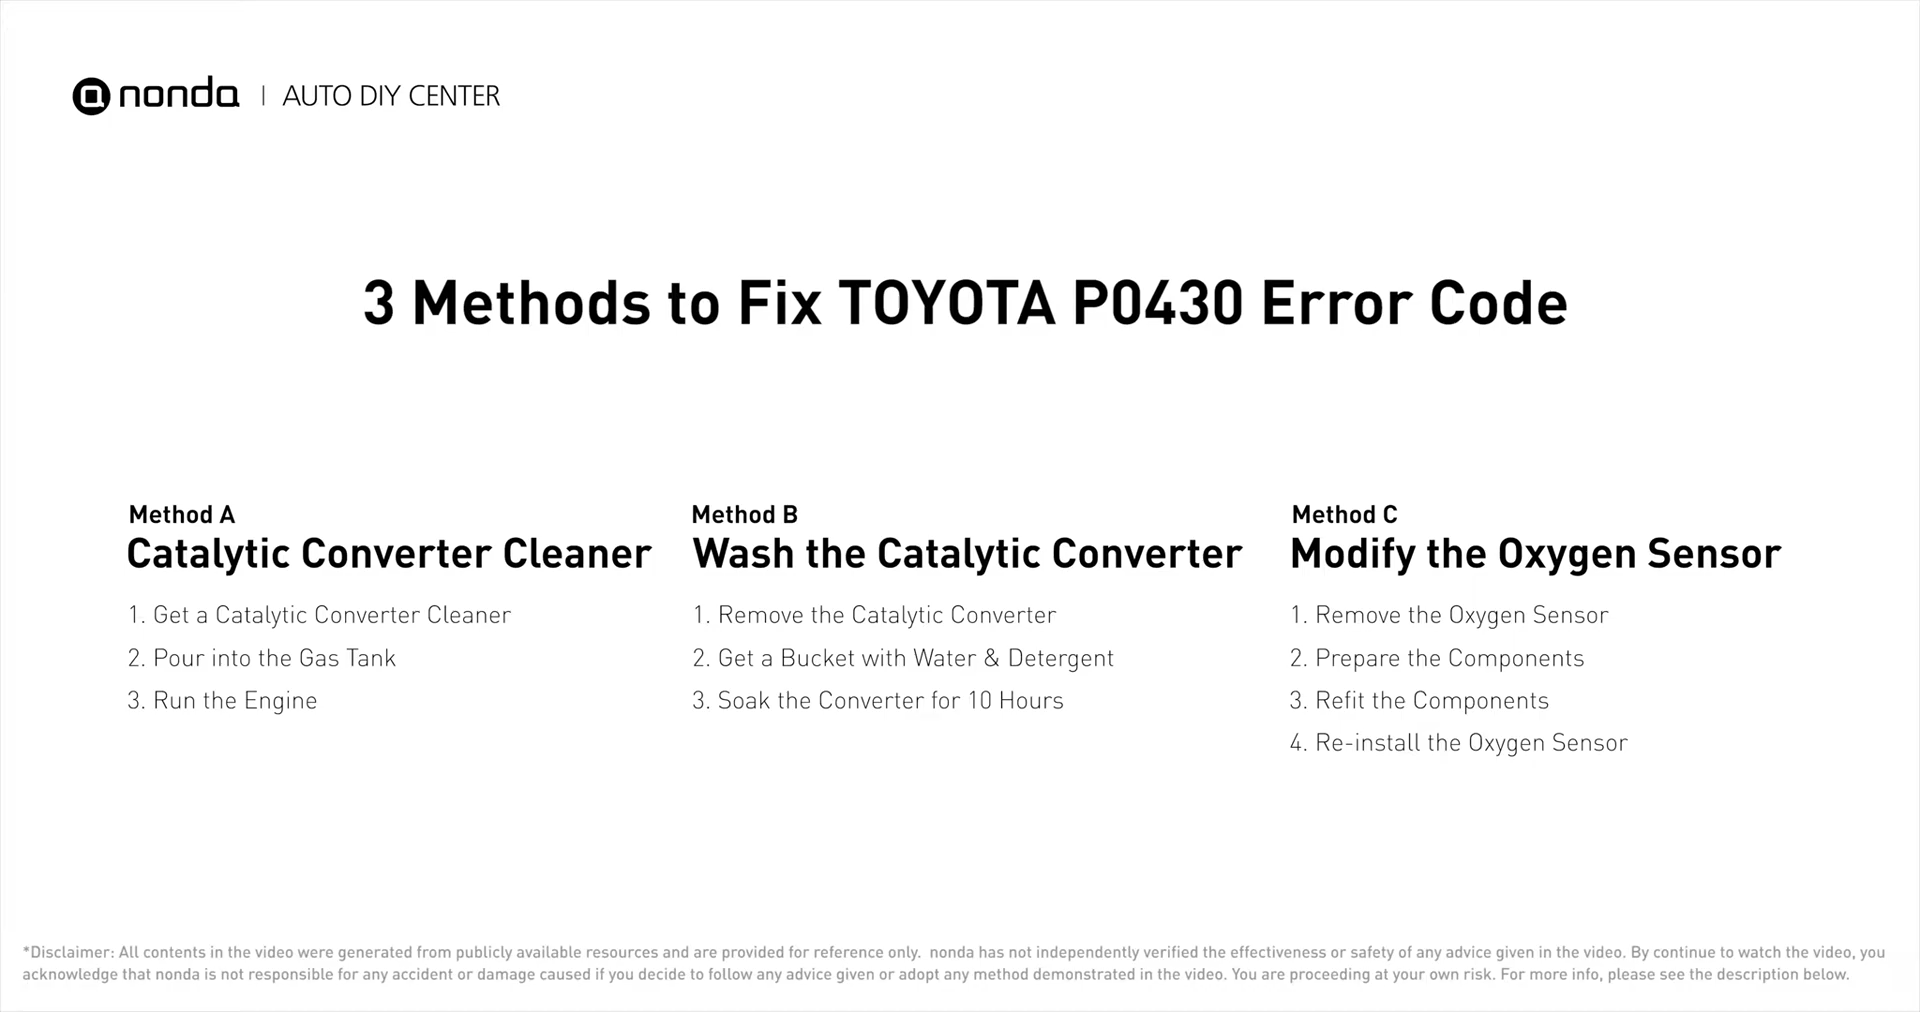 nonda | AUTO DIY CENTER
3 Methods to Fix TOYOTA P0430 Error Code
Method A
Catalytic Converter Cleaner
1. Get a Catalytic Converter Cleaner
2. Pour into the Gas Tank
3. Run the Engine
Method B
Wash the Catalytic Converter
1. Remove the Catalytic Converter
2. Get a Bucket with Water & Detergent
3. Soak the Converter for 10 Hours
Method C
Modify the Oxygen Sensor
1. Remove the Oxygen Sensor
2. Prepare the Components
3. Refit the Components
4. Re-install the Oxygen Sensor
*Disclaimer: All contents in the video were generated from publicly available resources and are provided for reference only. nonda has not independently verified the effectiveness or safety of any advice given in the video. By continue to watch the video, you
acknowledge that nonda is not responsible for any accident or damage caused if you decide to follow any advice given or adopt any method demonstrated in the video. You are proceeding at your own risk. For more info, please see the description below.